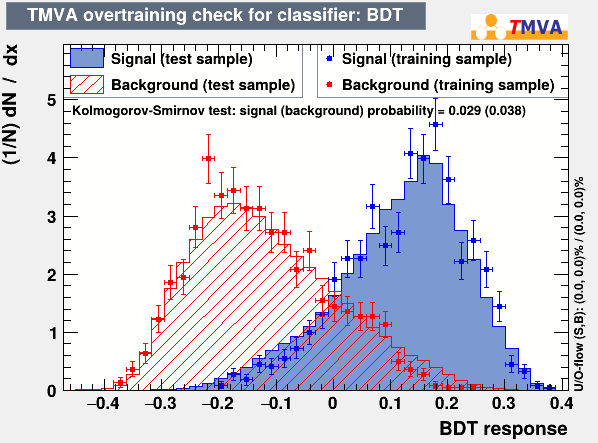 TMVA overtraining check for classifier: BDT
TMVA
(1/N) dN / dx
Signal (test sample)
Background (test sample)
Signal (training sample)
Background (training sample)
Kolmogorov-Smirnov test: signal (background) probability = 0.029 (0.038)
5
4
3
2
1
0
−0.4 −0.3 −0.2 −0.1 0 0.1 0.2 0.3 0.4
BDT response
U/O-flow (S,B): (0.0, 0.0)% / (0.0, 0.0)%